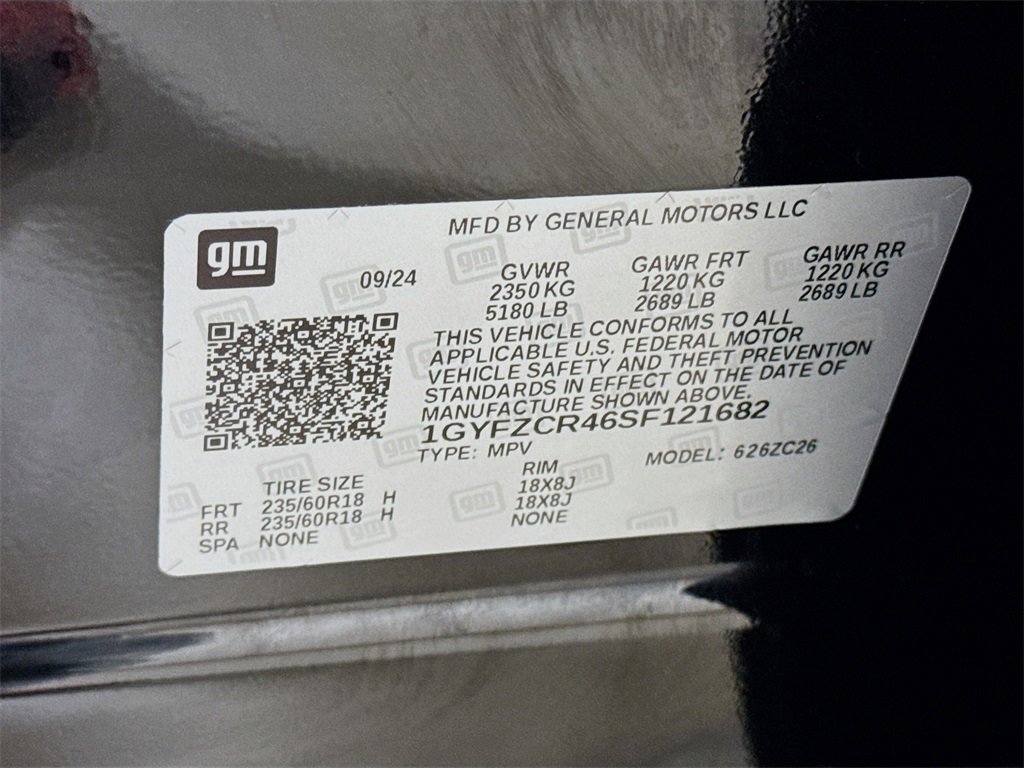 gm
MFD BY GENERAL MOTORS LLC
09/24
GVWR
2350 KG
5180 LB
GAWR FRT
1220 KG
2689 LB
GAWR RR
1220 KG
2689 LB
THIS VEHICLE CONFORMS TO ALL
APPLICABLE U.S. FEDERAL MOTOR
VEHICLE SAFETY AND THEFT PREVENTION
STANDARDS IN EFFECT ON THE DATE OF
MANUFACTURE SHOWN ABOVE.
1GYFZCR46SF121682
TYPE: MPV
MODEL: 626ZC26
TIRE SIZE
RIM
FRT 235/60R18 H 18X8J
RR 235/60R18 H 18X8J
SPA NONE NONE